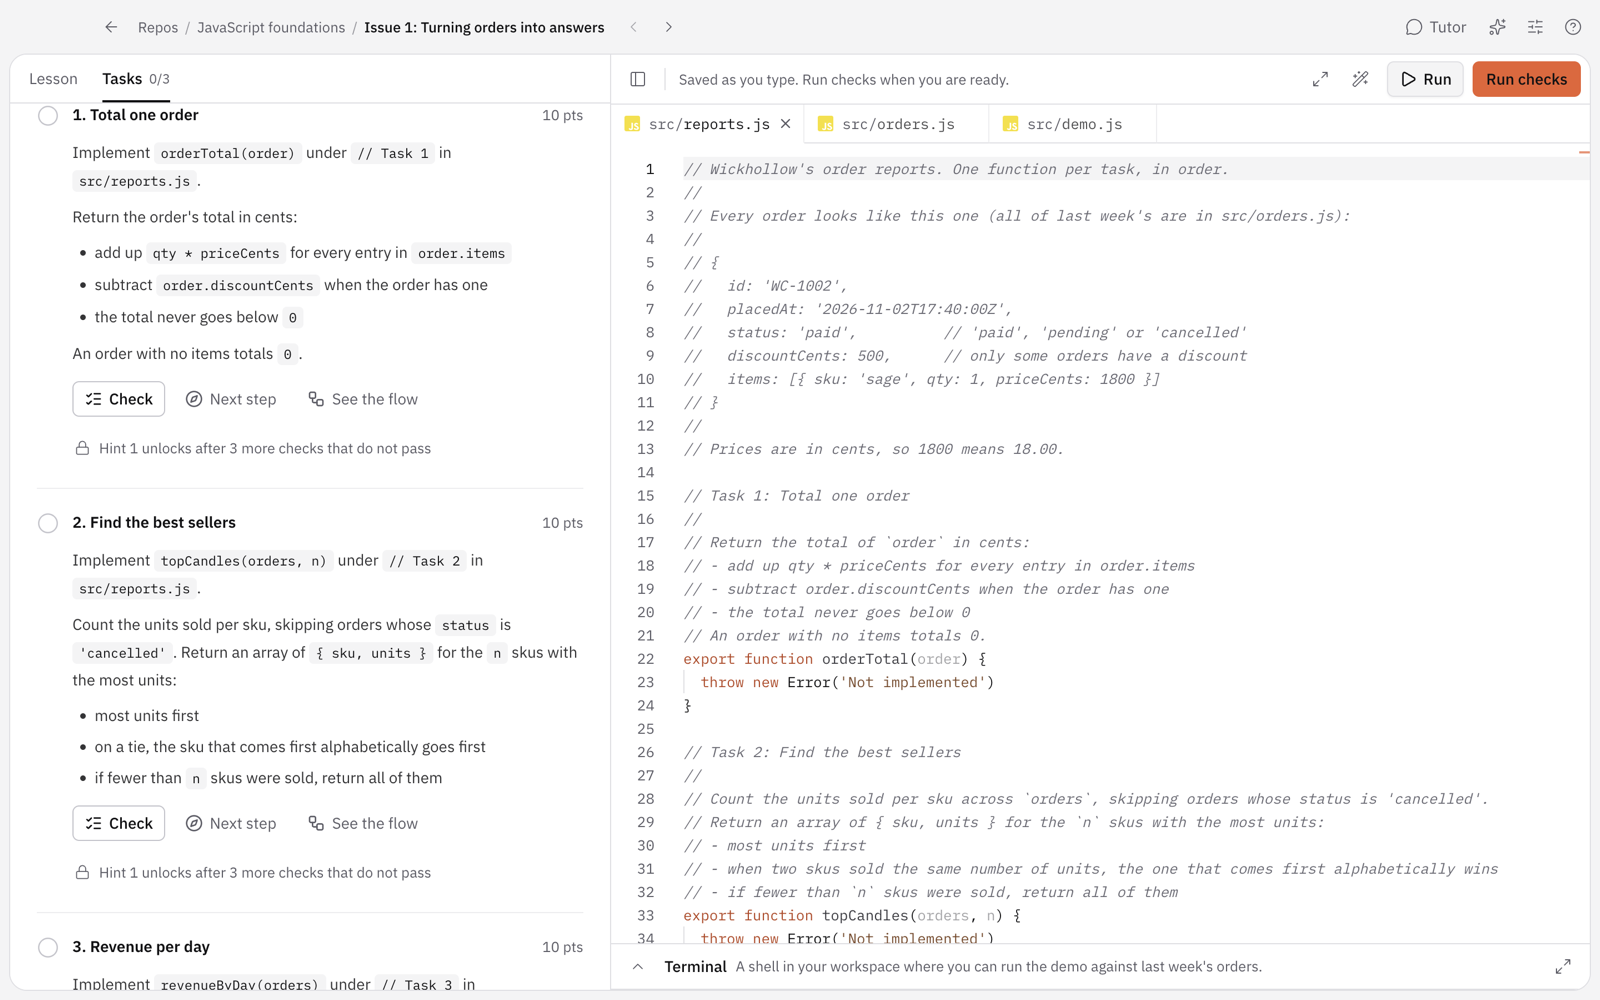 Repos / JavaScript foundations / Issue 1: Turning orders into answers
Tutor
Lesson
Tasks 0/3
1. Total one order
10 pts
Implement orderTotal(order) under // Task 1 in
src/reports.js .
Return the order's total in cents:
• add up qty * priceCents for every entry in order.items
• subtract order.discountCents when the order has one
• the total never goes below 0
An order with no items totals 0 .
Check
Next step
See the flow
Hint 1 unlocks after 3 more checks that do not pass
2. Find the best sellers
10 pts
Implement topCandles(orders, n) under // Task 2 in
src/reports.js .
Count the units sold per sku, skipping orders whose status is
'cancelled' . Return an array of { sku, units } for the n skus with
the most units:
• most units first
• on a tie, the sku that comes first alphabetically goes first
• if fewer than n skus were sold, return all of them
Check
Next step
See the flow
Hint 1 unlocks after 3 more checks that do not pass
3. Revenue per day
10 pts
Implement revenueByDay(orders) under // Task 3 in
Saved as you type. Run checks when you are ready.
Run
Run checks
JS src/reports.js
JS src/orders.js
JS src/demo.js
1 // Wickhollow's order reports. One function per task, in order.
2 //
3 // Every order looks like this one (all of last week's are in src/orders.js):
4 //
5 // {
6 //   id: 'WC-1002',
7 //   placedAt: '2026-11-02T17:40:00Z',
8 //   status: 'paid',          // 'paid', 'pending' or 'cancelled'
9 //   discountCents: 500,      // only some orders have a discount
10 //   items: [{ sku: 'sage', qty: 1, priceCents: 1800 }]
11 // }
12 //
13 // Prices are in cents, so 1800 means 18.00.
14
15 // Task 1: Total one order
16 //
17 // Return the total of `order` in cents:
18 // - add up qty * priceCents for every entry in order.items
19 // - subtract order.discountCents when the order has one
20 // - the total never goes below 0
21 // An order with no items totals 0.
22 export function orderTotal(order) {
23   throw new Error('Not implemented')
24 }
25
26 // Task 2: Find the best sellers
27 //
28 // Count the units sold per sku across `orders`, skipping orders whose status is 'cancelled'.
29 // Return an array of { sku, units } for the `n` skus with the most units:
30 // - most units first
31 // - when two skus sold the same number of units, the one that comes first alphabetically wins
32 // - if fewer than `n` skus were sold, return all of them
33 export function topCandles(orders, n) {
34   throw new Error('Not implemented')
Terminal A shell in your workspace where you can run the demo against last week's orders.